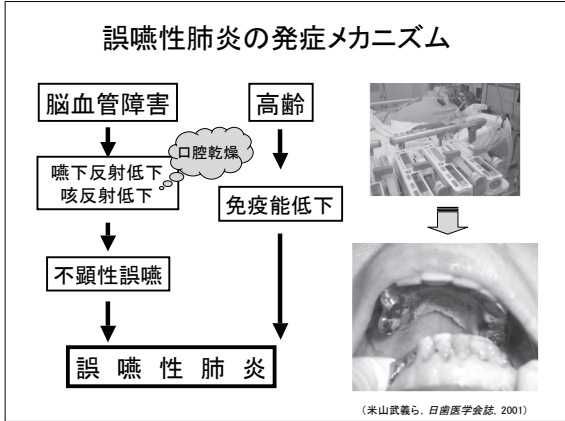 誤嚥性肺炎の発症メカニズム
脳血管障害
高齢
口腔乾燥
嚥下反射低下
咳反射低下
免疫能低下
不顕性誤嚥
誤 嚥 性 肺 炎
(米山武義ら, 日歯医学会誌, 2001)